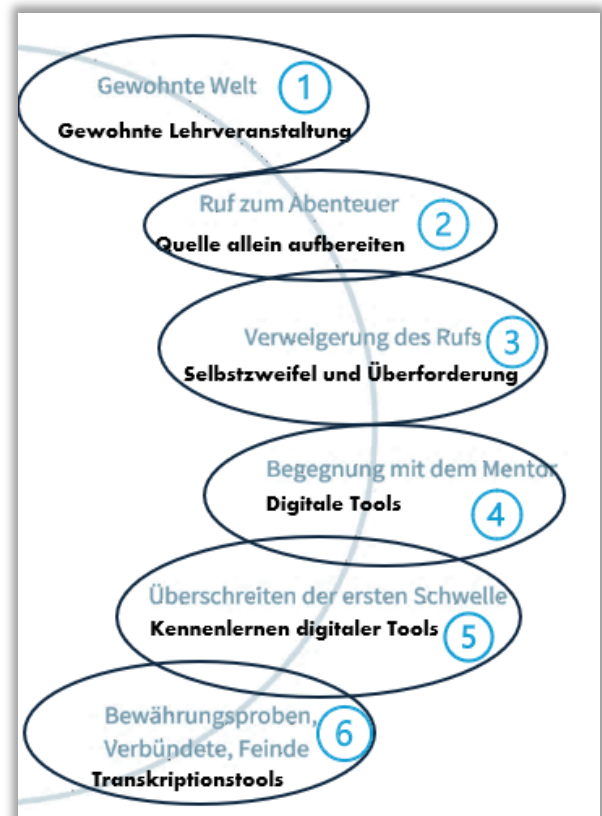 Gewohnte Welt 1
Gewohnte Lehrveranstaltung
Ruf zum Abenteuer 2
Quelle allein aufbereiten
Verweigerung des Rufs 3
Selbstzweifel und Überforderung
Begegnung mit dem Mentor
Digitale Tools 4
Überschreiten der ersten Schwelle
Kennenlernen digitaler Tools 5
Bewährungsproben, 6
Verbündete, Feinde
Transkriptionstools